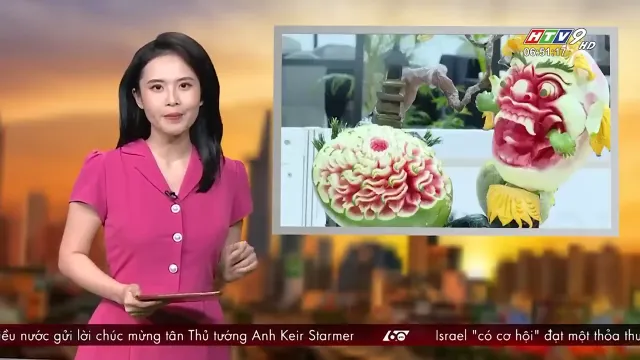 HTV9 HD
06:51:17
iều nước gửi lời chúc mừng tân Thủ tướng Anh Keir Starmer 60 Israel "có cơ hội" đạt một thỏa thu